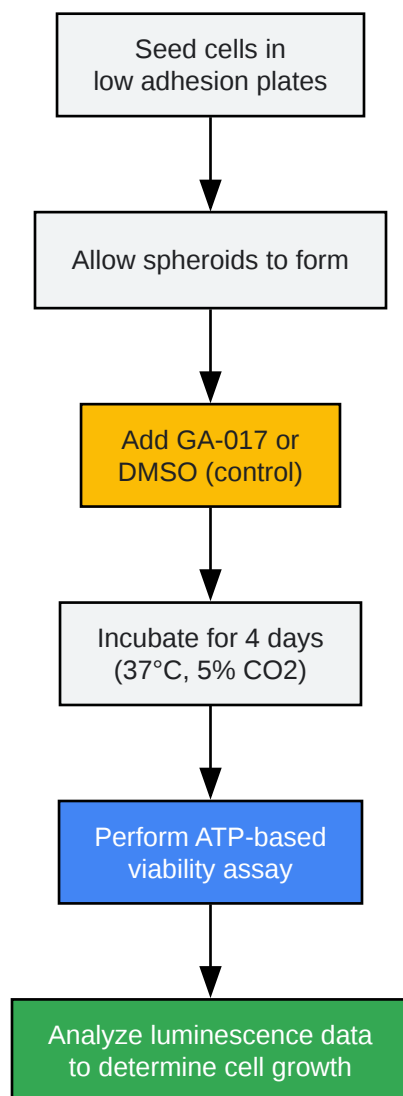 Seed cells in
low adhesion plates
Allow spheroids to form
Add GA-017 or
DMSO (control)
Incubate for 4 days
(37°C, 5% CO2)
Perform ATP-based
viability assay
Analyze luminescence data
to determine cell growth